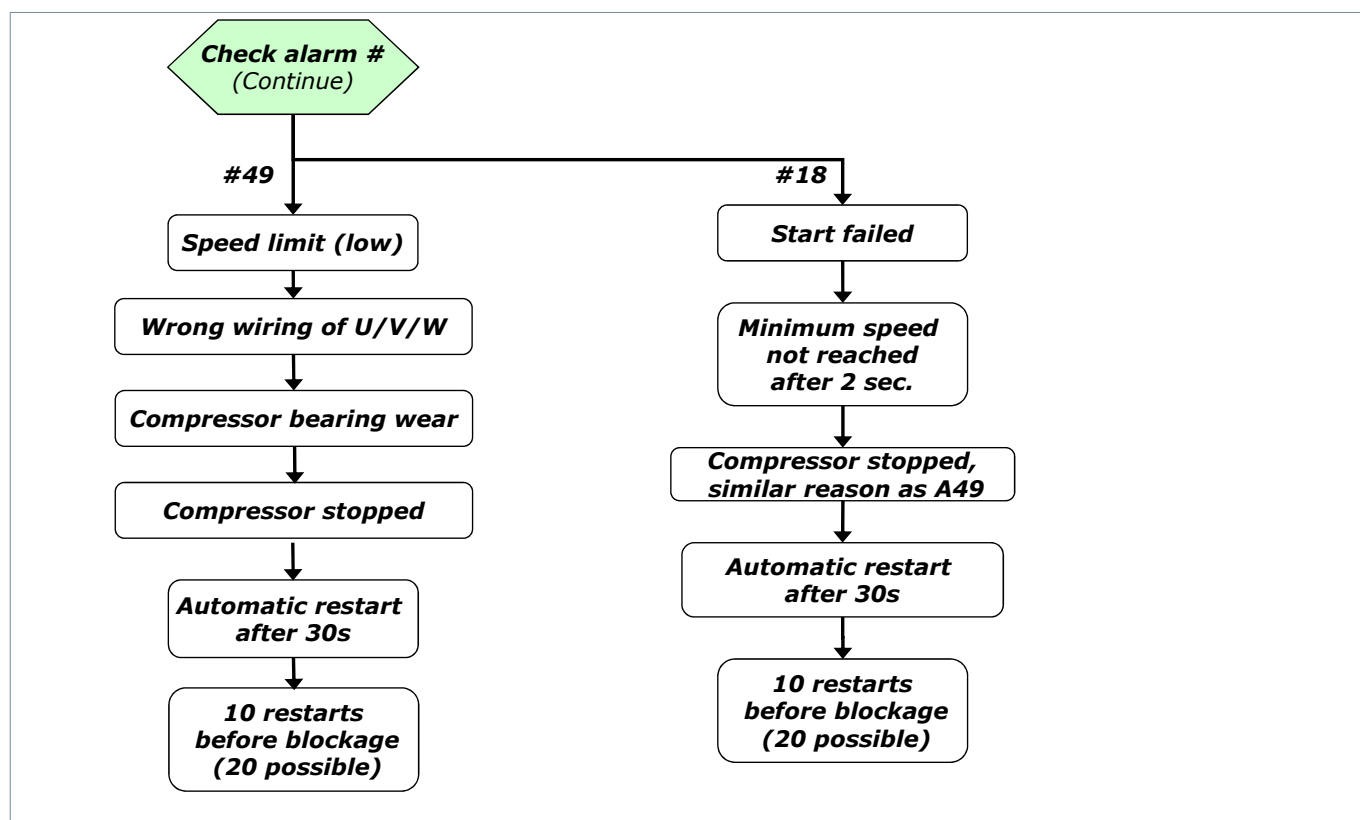 Check alarm #
(Continue)
#49
Speed limit (low)
Wrong wiring of U/V/W
Compressor bearing wear
Compressor stopped
Automatic restart
after 30s
10 restarts
before blockage
(20 possible)
#18
Start failed
Minimum speed
not reached
after 2 sec.
Compressor stopped,
similar reason as A49
Automatic restart
after 30s
10 restarts
before blockage
(20 possible)